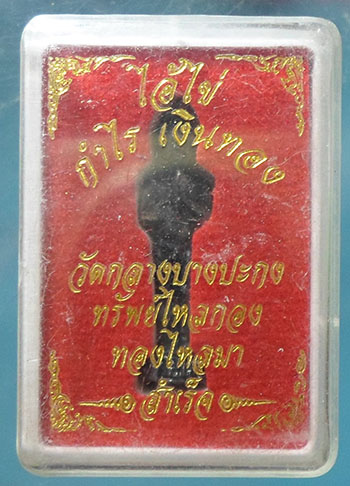 ไอ้ไข่
กำไร เงินทอง
วัดกลางบางปะกง
ทรัพย์ไหลกอง
ทองไหลมา
สำเร็จ